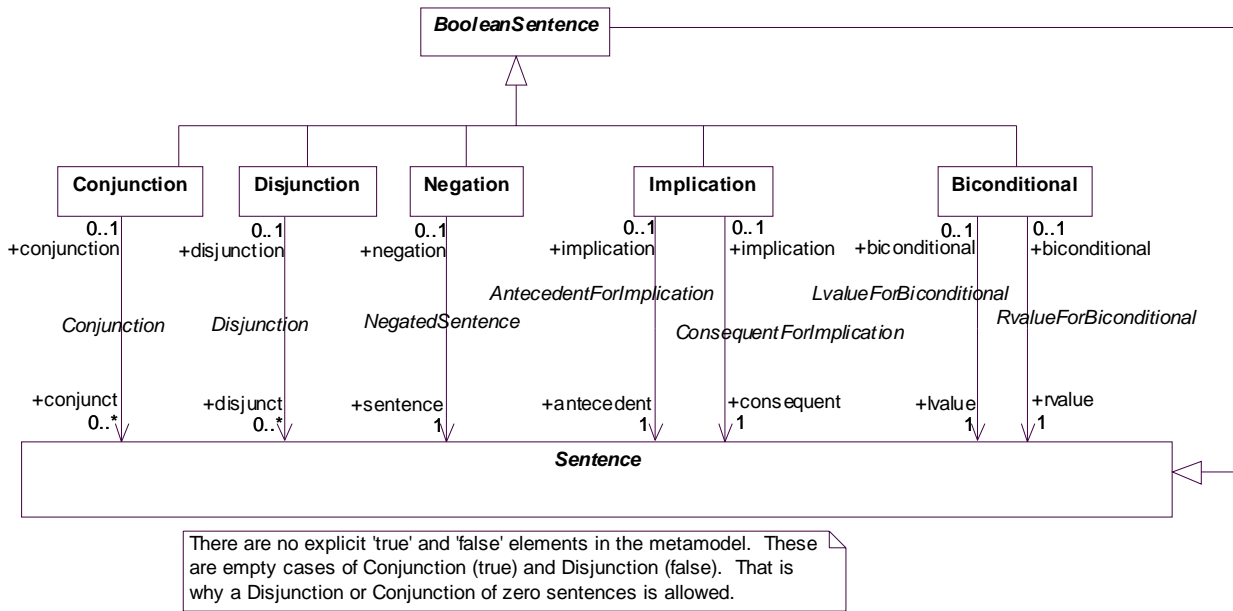 BooleanSentence
Conjunction Disjunction Negation Implication Biconditional
0..1 0..1 0..1 0..1 0..1 0..1 0..1
+conjunction +disjunction +negation +implication +implication +biconditional +biconditional
AntecedentForImplication LvalueForBiconditional
Conjunction Disjunction NegatedSentence ConsequentForImplication RvalueForBiconditional
+conjunct +disjunct +sentence +antecedent +consequent +lvalue +rvalue
0..* 0..* 1 1 1 1 1
Sentence
There are no explicit 'true' and 'false' elements in the metamodel. These
are empty cases of Conjunction (true) and Disjunction (false). That is
why a Disjunction or Conjunction of zero sentences is allowed.